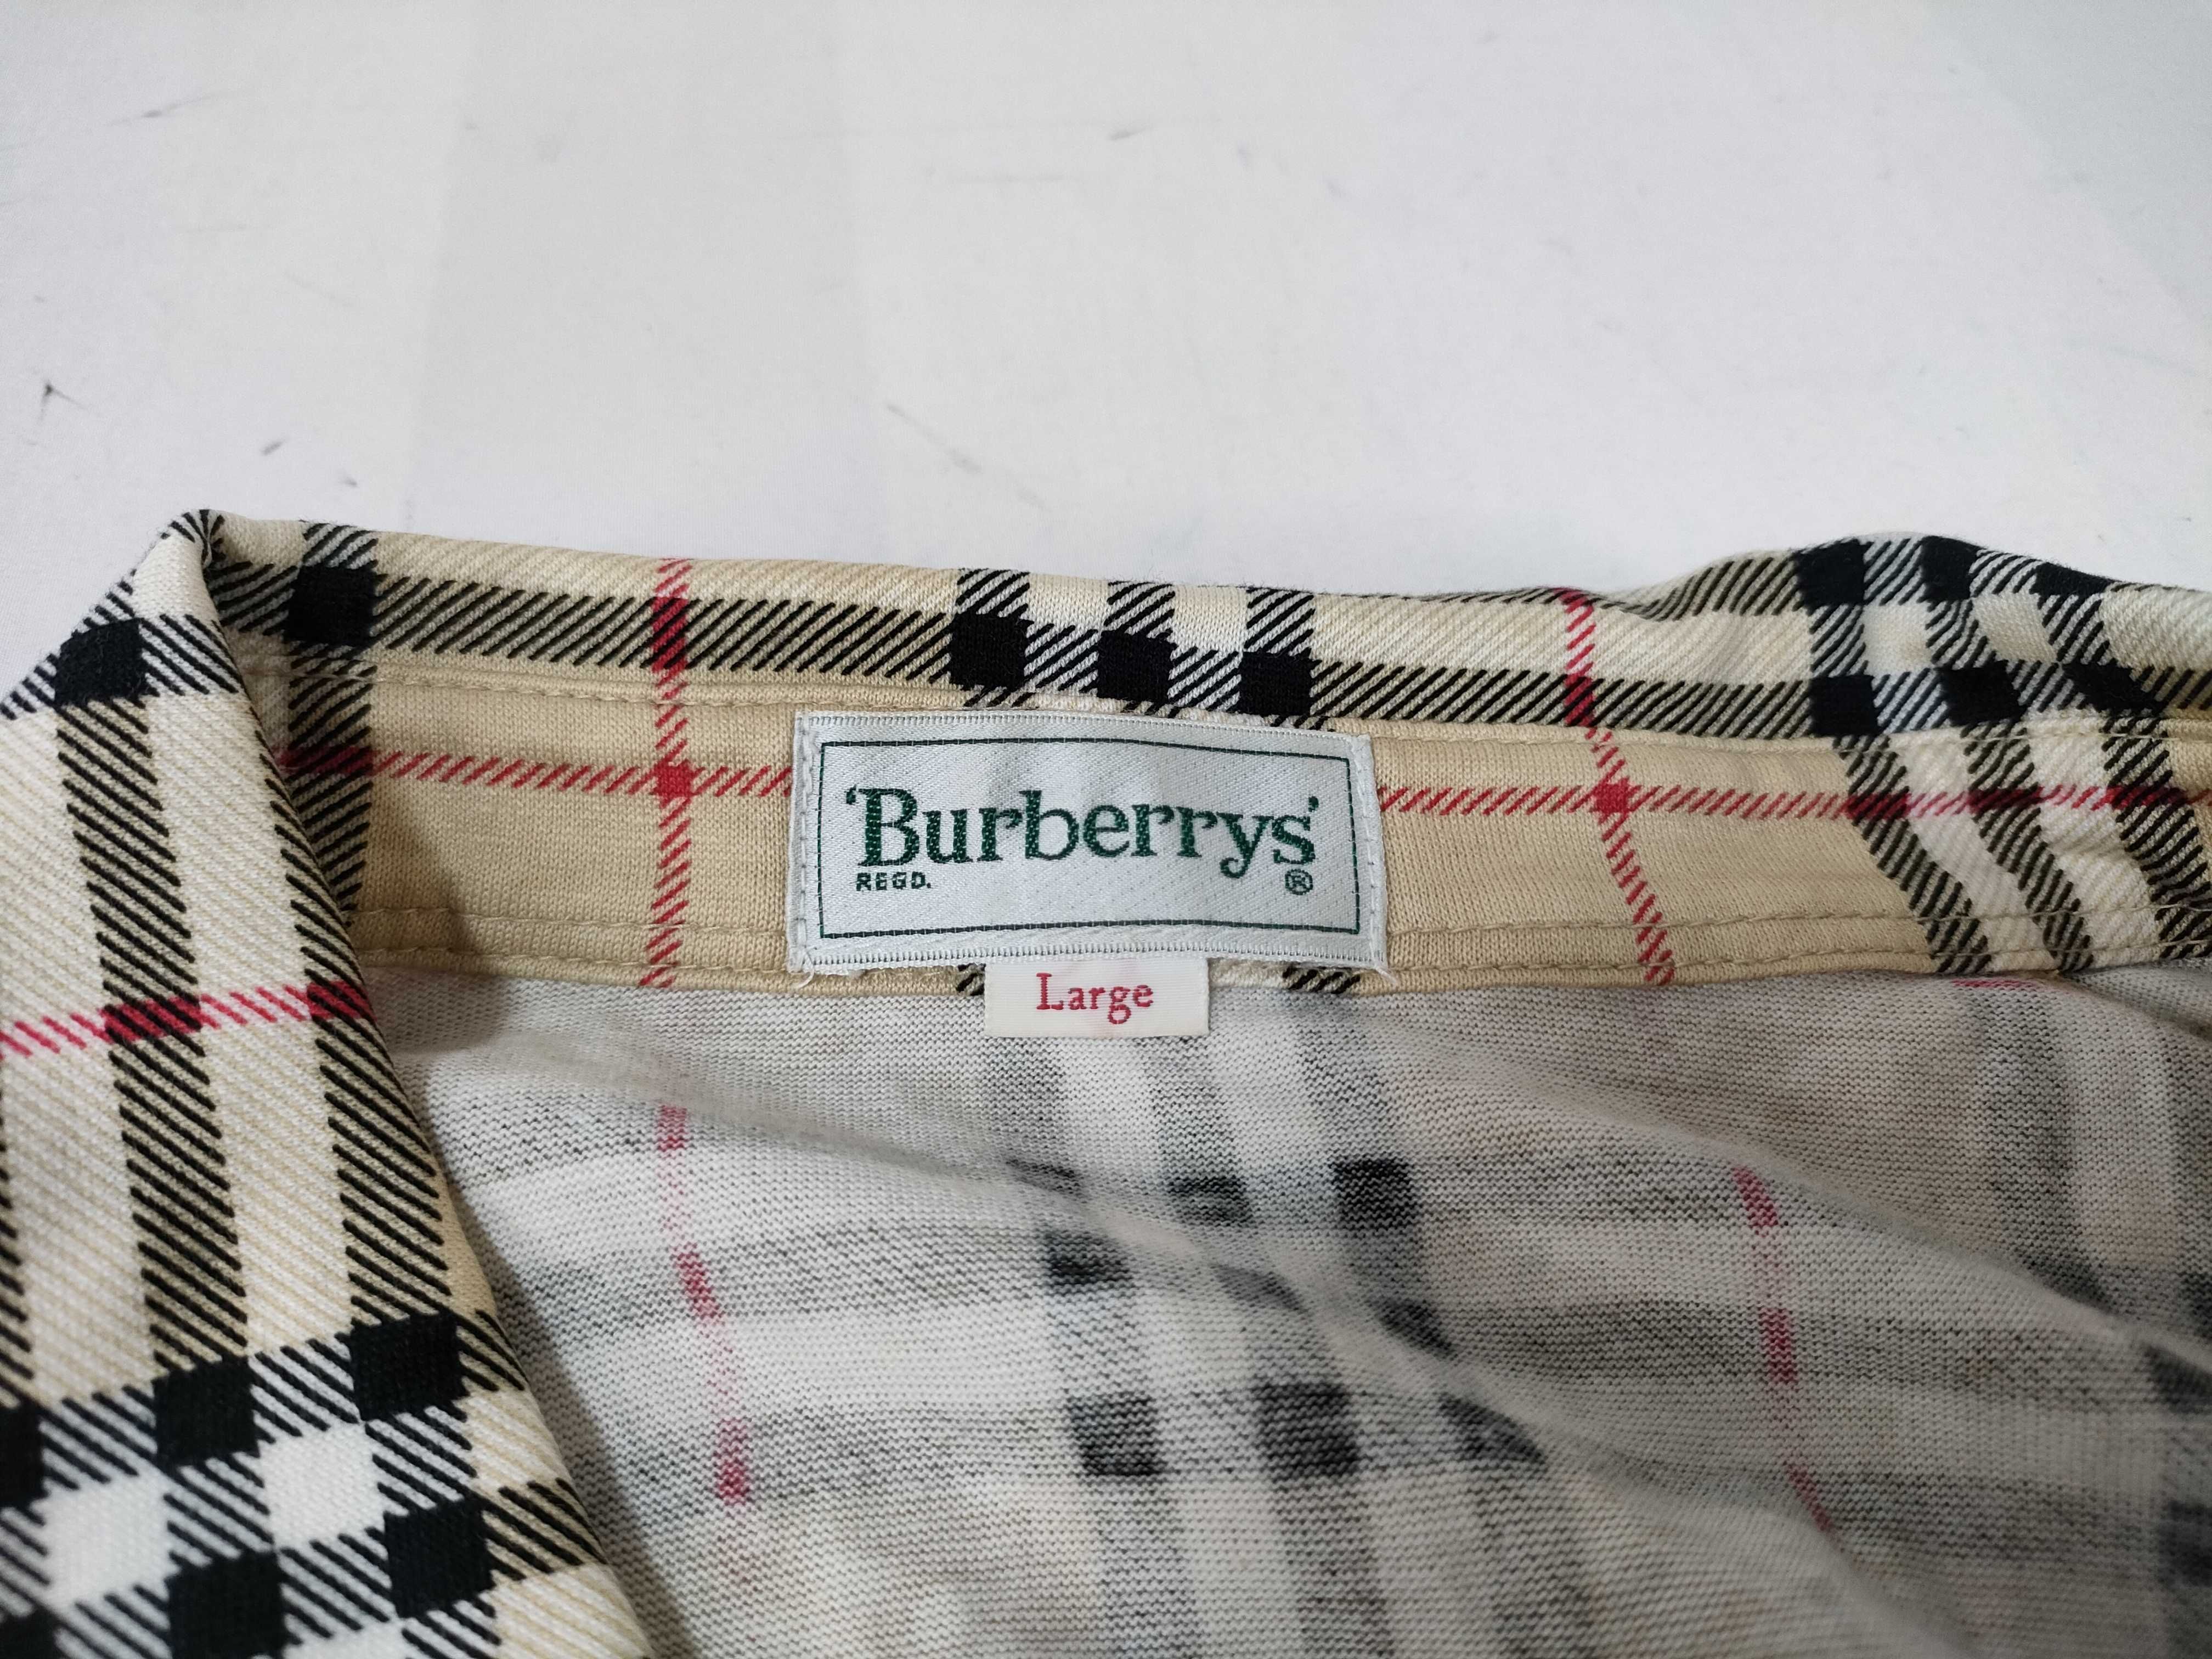 'Burberrys'
REGD. ®
Large